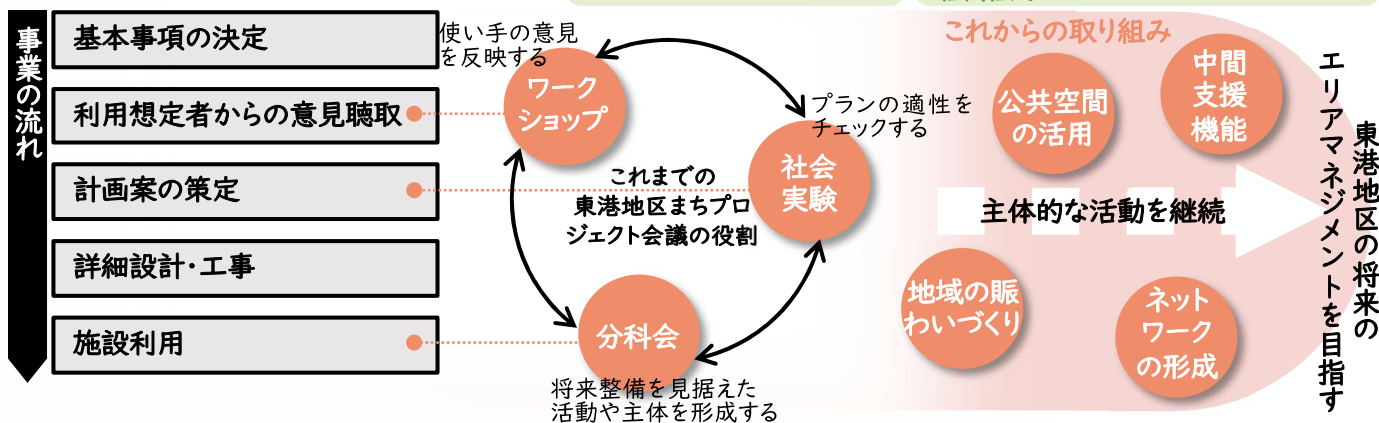 事業の流れ
基本事項の決定
利用想定者からの意見聴取
計画案の策定
詳細設計・工事
施設利用
使い手の意見
を反映する
ワーク
ショップ
プランの適性を
チェックする
社会
実験
これまでの
東港地区まちプロ
ジェクト会議の役割
分科会
将来整備を見据えた
活動や主体を形成する
これからの取り組み
公共空間
の活用
中間
支援
機能
主体的な活動を継続
地域の賑
わいづくり
ネット
ワーク
の形成
東港地区の将来の
エリアマネジメントを目指す